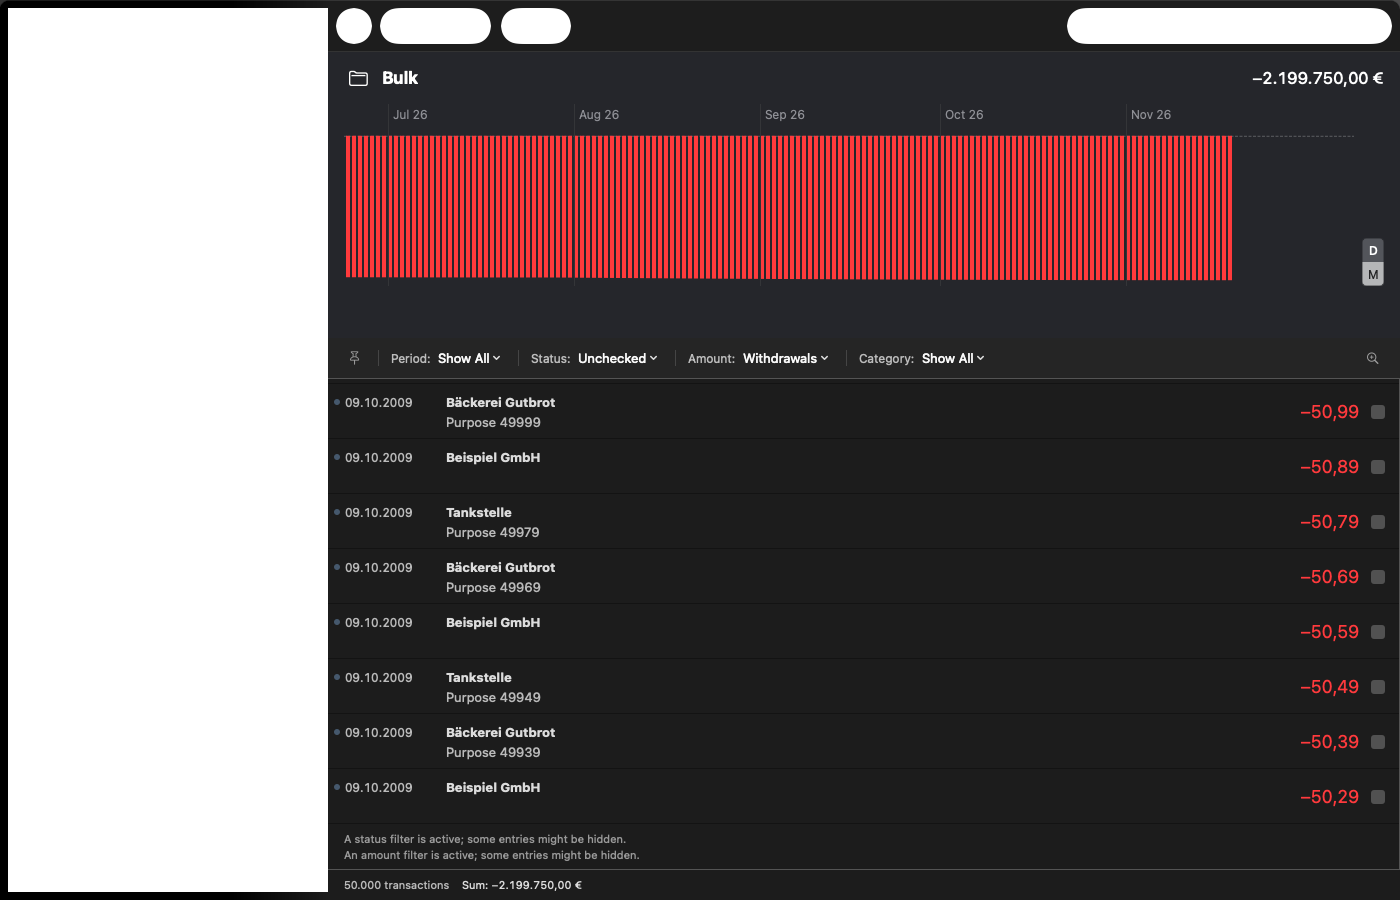 Bulk
−2.199.750,00 €
Jul 26
Aug 26
Sep 26
Oct 26
Nov 26
D
M
Period: Show All
Status: Unchecked
Amount: Withdrawals
Category: Show All
09.10.2009 Bäckerei Gutbrot −50,99
Purpose 49999
09.10.2009 Beispiel GmbH −50,89
09.10.2009 Tankstelle −50,79
Purpose 49979
09.10.2009 Bäckerei Gutbrot −50,69
Purpose 49969
09.10.2009 Beispiel GmbH −50,59
09.10.2009 Tankstelle −50,49
Purpose 49949
09.10.2009 Bäckerei Gutbrot −50,39
Purpose 49939
09.10.2009 Beispiel GmbH −50,29
A status filter is active; some entries might be hidden.
An amount filter is active; some entries might be hidden.
50.000 transactions Sum: −2.199.750,00 €